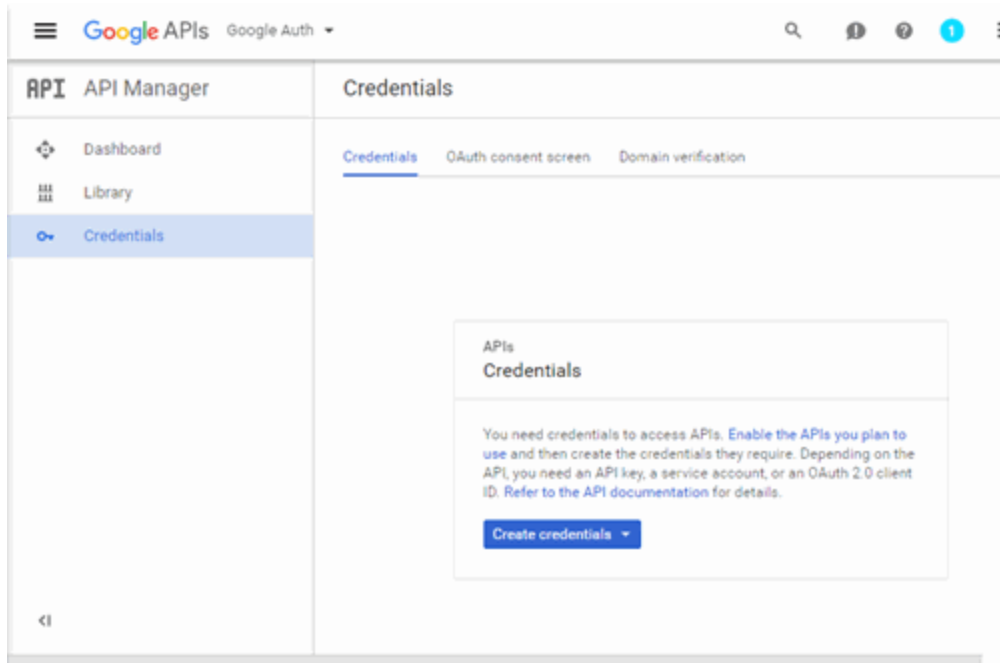 Google APIs Google Auth
1
API API Manager
Credentials
Dashboard
Library
Credentials
Credentials OAuth consent screen Domain verification
APIs
Credentials
You need credentials to access APIs. Enable the APIs you plan to
use and then create the credentials they require. Depending on the
API, you need an API key, a service account, or an OAuth 2.0 client
ID. Refer to the API documentation for details.
Create credentials